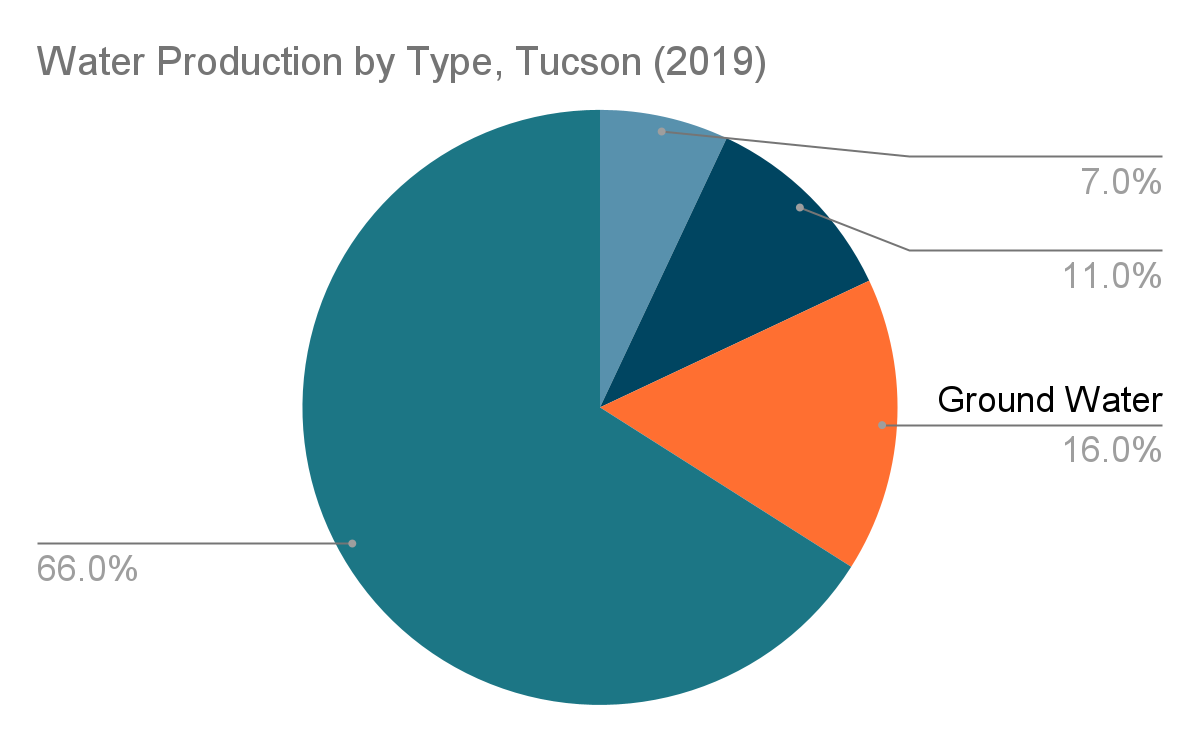 Water Production by Type, Tucson (2019)
7.0%
11.0%
Ground Water
16.0%
66.0%